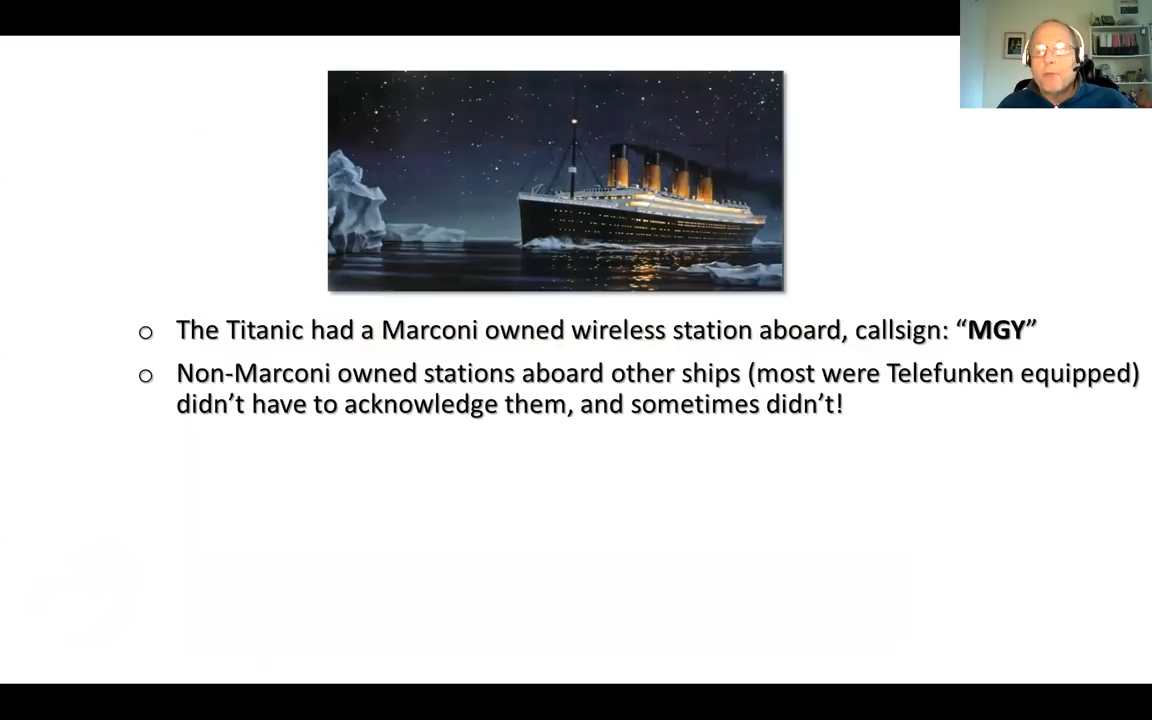 o The Titanic had a Marconi owned wireless station aboard, callsign: “MGY”
o Non-Marconi owned stations aboard other ships (most were Telefunken equipped)
didn’t have to acknowledge them, and sometimes didn’t!